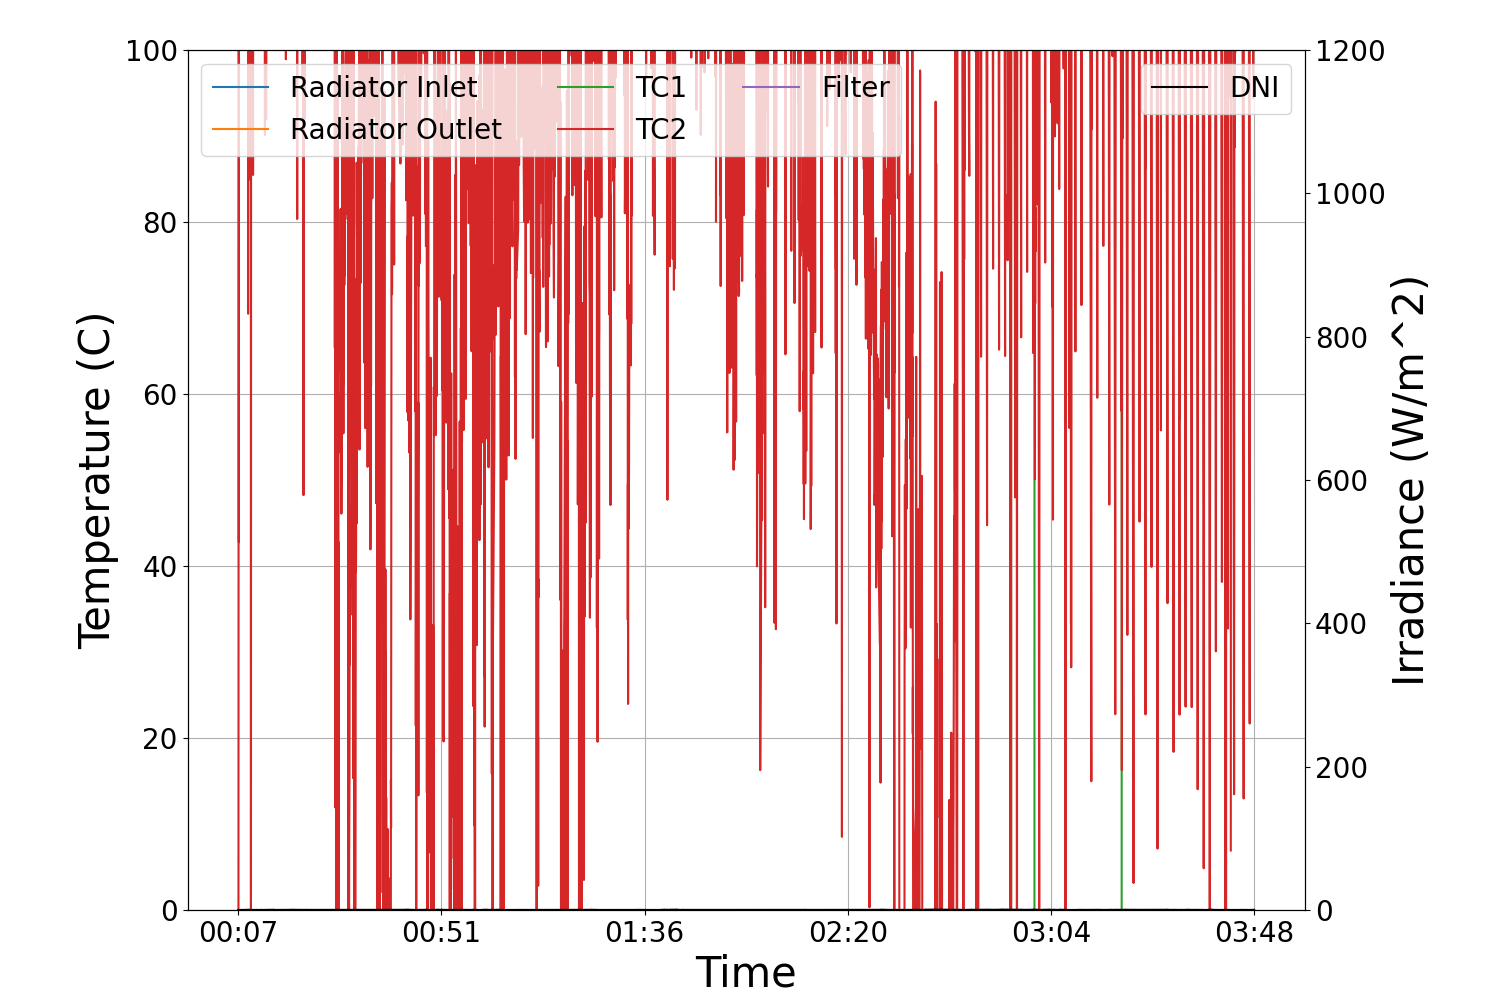 Radiator Inlet
Radiator Outlet
TC1
TC2
Filter
DNI
Temperature (C)
100
80
60
40
20
0
Irradiance (W/m^2)
1200
1000
800
600
400
200
0
00:07 00:51 01:36 02:20 03:04 03:48
Time